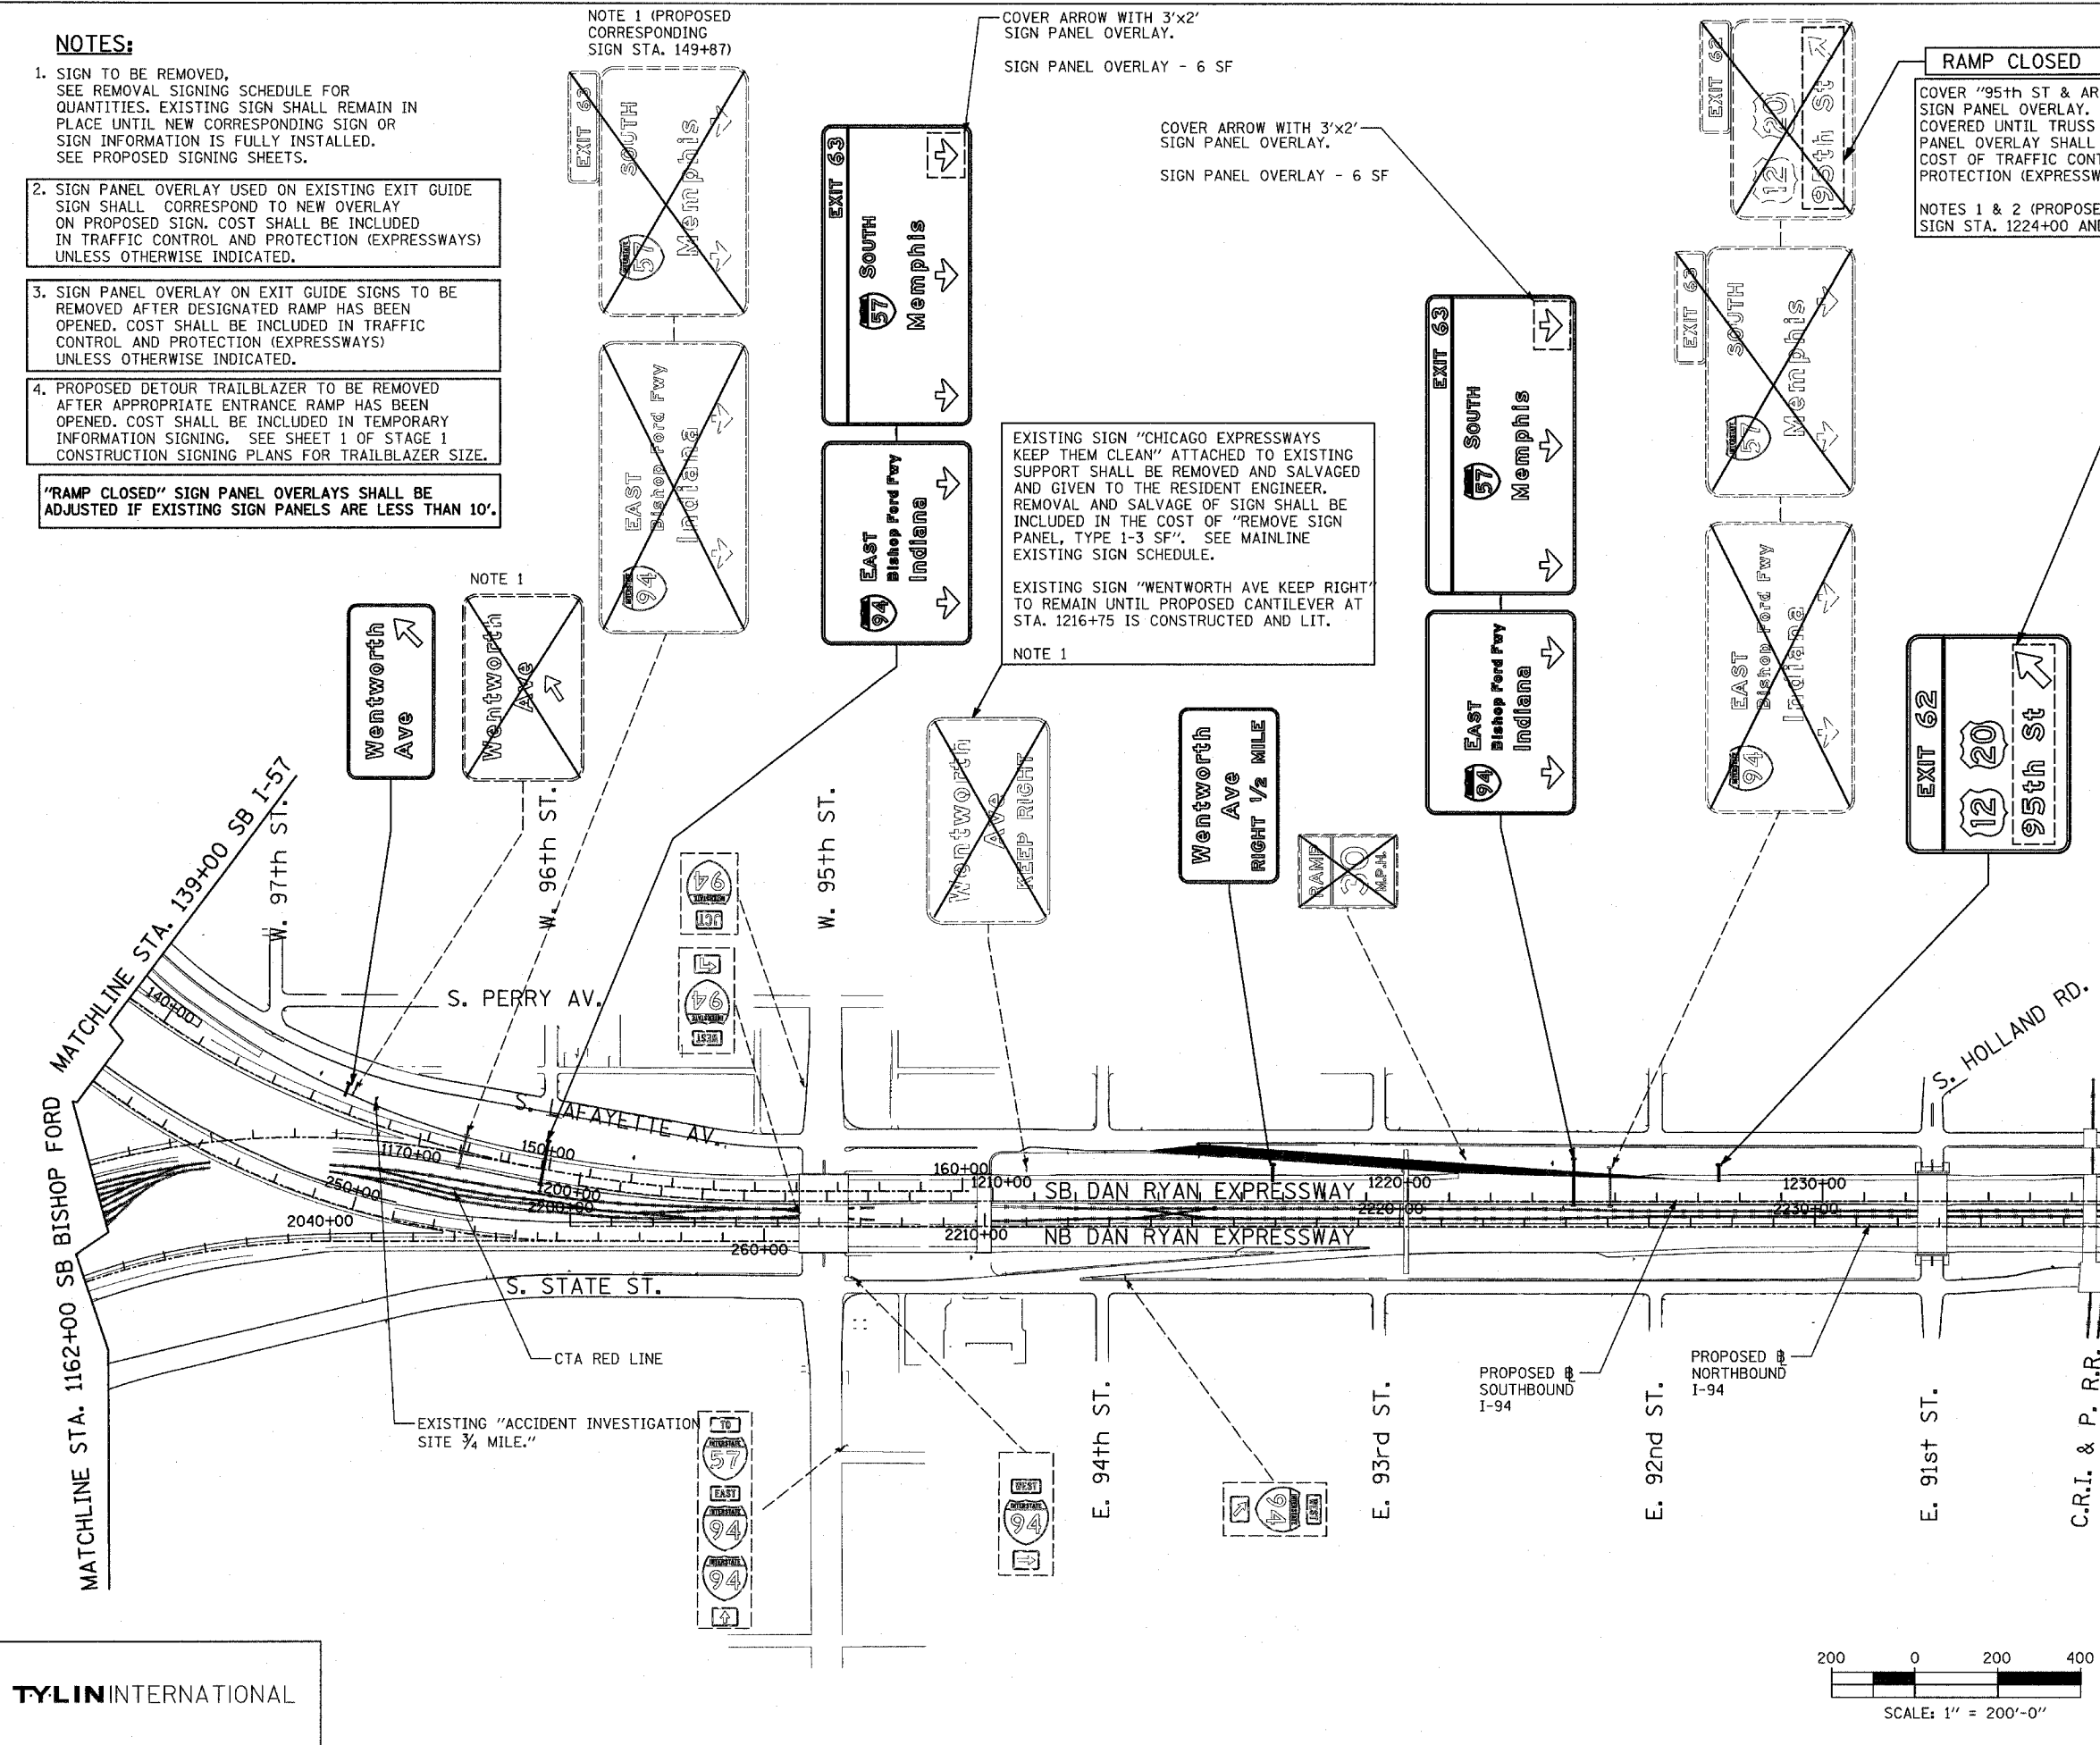 NOTES:
1. SIGN TO BE REMOVED,
SEE REMOVAL SIGNING SCHEDULE FOR
QUANTITIES. EXISTING SIGN SHALL REMAIN IN
PLACE UNTIL NEW CORRESPONDING SIGN OR
SIGN INFORMATION IS FULLY INSTALLED.
SEE PROPOSED SIGNING SHEETS.
2. SIGN PANEL OVERLAY USED ON EXISTING EXIT GUIDE
SIGN SHALL CORRESPOND TO NEW OVERLAY
ON PROPOSED SIGN. COST SHALL BE INCLUDED
IN TRAFFIC CONTROL AND PROTECTION (EXPRESSWAYS)
UNLESS OTHERWISE INDICATED.
3. SIGN PANEL OVERLAY ON EXIT GUIDE SIGNS TO BE
REMOVED AFTER DESIGNATED RAMP HAS BEEN
OPENED. COST SHALL BE INCLUDED IN TRAFFIC
CONTROL AND PROTECTION (EXPRESSWAYS)
UNLESS OTHERWISE INDICATED.
4. PROPOSED DETOUR TRAILBLAZER TO BE REMOVED
AFTER APPROPRIATE ENTRANCE RAMP HAS BEEN
OPENED. COST SHALL BE INCLUDED IN TEMPORARY
INFORMATION SIGNING. SEE SHEET 1 OF STAGE 1
CONSTRUCTION SIGNING PLANS FOR TRAILBLAZER SIZE.
"RAMP CLOSED" SIGN PANEL OVERLAYS SHALL BE
ADJUSTED IF EXISTING SIGN PANELS ARE LESS THAN 10'.
NOTE 1 (PROPOSED
CORRESPONDING
SIGN STA. 149+87)
EXIT 63
57 SOUTH
Memphis
94 EAST
Bishop Ford Fwy
Indiana
COVER ARROW WITH 3'x2'
SIGN PANEL OVERLAY.
SIGN PANEL OVERLAY - 6 SF
EXIT 63
57 SOUTH
Memphis
94 EAST
Bishop Ford Fwy
Indiana
COVER ARROW WITH 3'x2'
SIGN PANEL OVERLAY.
SIGN PANEL OVERLAY - 6 SF
EXIT 63
57 SOUTH
Memphis
94 EAST
Bishop Ford Fwy
Indiana
EXIT 62
12 20
95th St
EXIT 63
57 SOUTH
Memphis
94 EAST
Bishop Ford Fwy
Indiana
RAMP CLOSED
COVER "95th ST & AR
SIGN PANEL OVERLAY.
COVERED UNTIL TRUSS
PANEL OVERLAY SHALL
COST OF TRAFFIC CONT
PROTECTION (EXPRESSW
NOTES 1 & 2 (PROPOSE
SIGN STA. 1224+00 AN
EXIT 62
12 20
95th St
EXISTING SIGN "CHICAGO EXPRESSWAYS
KEEP THEM CLEAN" ATTACHED TO EXISTING
SUPPORT SHALL BE REMOVED AND SALVAGED
AND GIVEN TO THE RESIDENT ENGINEER.
REMOVAL AND SALVAGE OF SIGN SHALL BE
INCLUDED IN THE COST OF "REMOVE SIGN
PANEL, TYPE 1-3 SF". SEE MAINLINE
EXISTING SIGN SCHEDULE.
EXISTING SIGN "WENTWORTH AVE KEEP RIGHT"
TO REMAIN UNTIL PROPOSED CANTILEVER AT
STA. 1216+75 IS CONSTRUCTED AND LIT.
NOTE 1
Wentworth
Ave
NOTE 1
Wentworth
Ave
Wentworth
Ave
KEEP RIGHT
Wentworth
Ave
RIGHT 1/2 MILE
RAMP
30
M.P.H.
JCT
INTERSTATE
94
WEST
INTERSTATE
94
MATCHLINE STA. 139+00 SB I-57
MATCHLINE STA. 1162+00 SB BISHOP FORD
W. 97th ST.
W. 96th ST.
W. 95th ST.
S. PERRY AV.
S. LAFAYETTE AV.
S. HOLLAND RD.
140+00
1170+00
150+00
250+00
1200+00
2200+00
2040+00
260+00
160+00
1210+00
2210+00
SB DAN RYAN EXPRESSWAY
NB DAN RYAN EXPRESSWAY
1220+00
2220+00
1230+00
2230+00
S. STATE ST.
CTA RED LINE
EXISTING "ACCIDENT INVESTIGATION
SITE 3/4 MILE."
TO
INTERSTATE
57
EAST
INTERSTATE
94
INTERSTATE
94
WEST
INTERSTATE
94
WEST
INTERSTATE
94
E. 94th ST.
E. 93rd ST.
E. 92nd ST.
E. 91st ST.
C.R.I. & P. R.R.
PROPOSED ℄
SOUTHBOUND
I-94
PROPOSED ℄
NORTHBOUND
I-94
TYLININTERNATIONAL
200 0 200 400
SCALE: 1" = 200'-0"